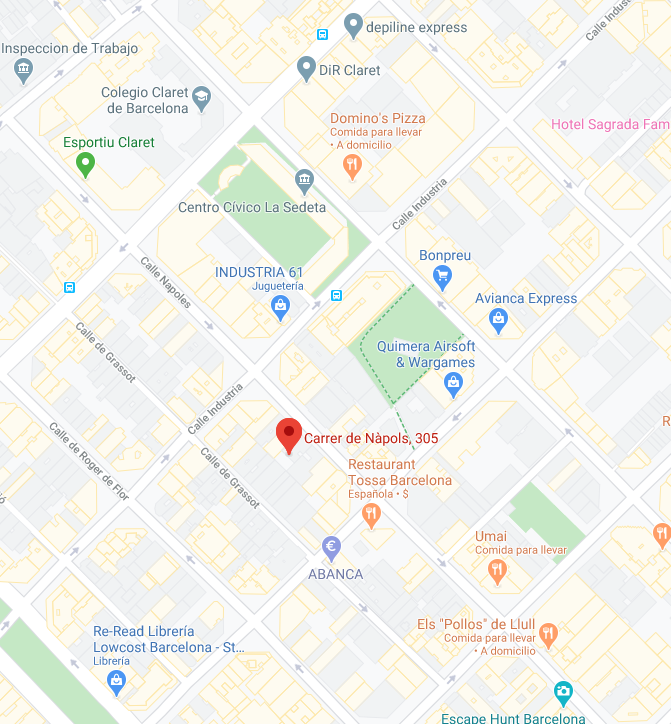 Calle Indus
depiline express
Inspeccion de Trabajo
DiR Claret
Colegio Claret
de Barcelona
Domino's Pizza
Comida para llevar
• A domicilio
Hotel Sagrada Fam
Esportiu Claret
Centro Cívico La Sedeta
Calle Industria
Bonpreu
Calle Napoles
INDUSTRIA 61
Juguetería
Avianca Express
Calle de Grassot
Quimera Airsoft
& Wargames
Calle Industria
R
Carrer de Nàpols, 305
Calle de Roger de Flor
Calle de Grassot
Restaurant
Tossa Barcelona
Española • $
ó
Umai
Comida para llevar
€
ABANCA
Els "Pollos" de Llull
Comida para llevar
• A domicilio
Re-Read Librería
Lowcost Barcelona - St...
Librería
Escape Hunt Barcelona